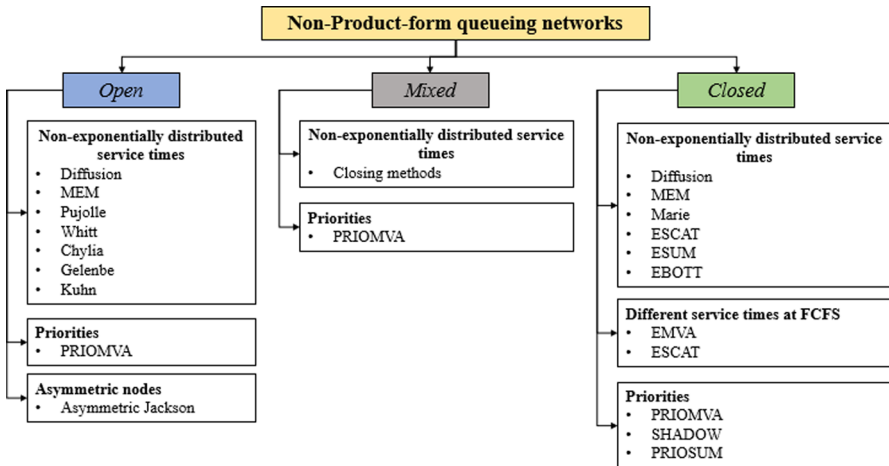 Non-Product-form queueing networks
Open
Non-exponentially distributed
service times
• Diffusion
• MEM
• Pujolle
• Whitt
• Chylia
• Gelenbe
• Kuhn
Priorities
• PRIOMVA
Asymmetric nodes
• Asymmetric Jackson
Mixed
Non-exponentially distributed service
times
• Closing methods
Priorities
• PRIOMVA
Closed
Non-exponentially distributed service
times
• Diffusion
• MEM
• Marie
• ESCAT
• ESUM
• EBOTT
Different service times at FCFS
• EMVA
• ESCAT
Priorities
• PRIOMVA
• SHADOW
• PRIOSUM